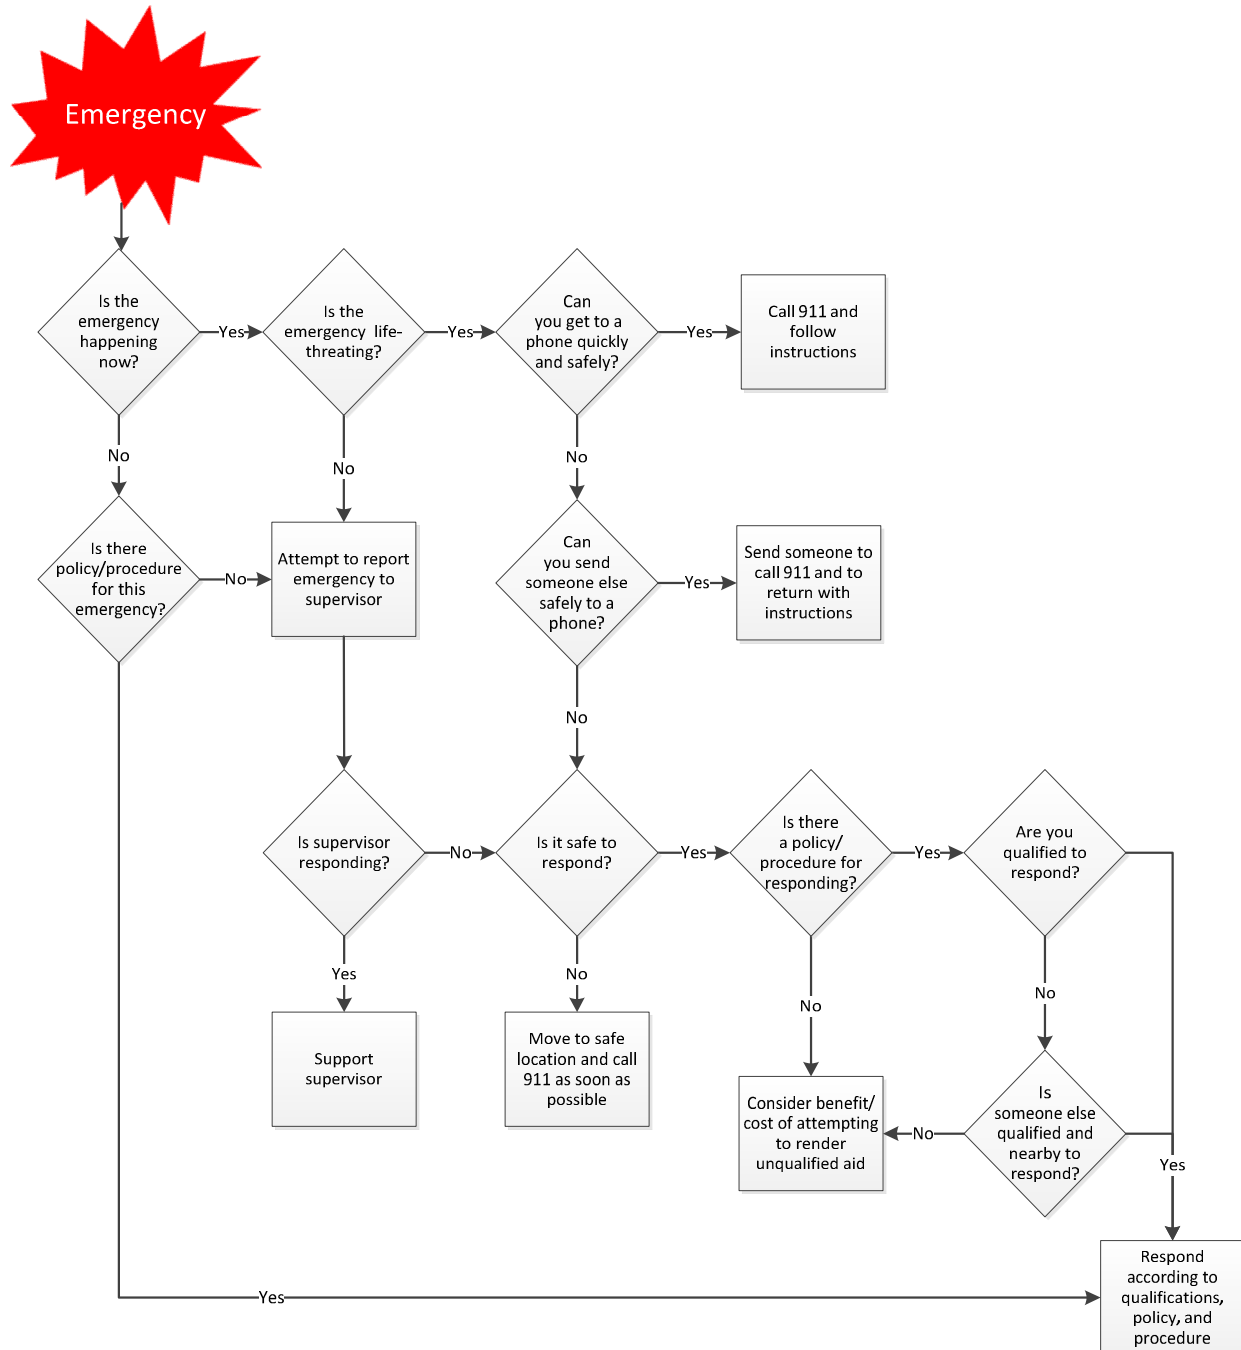 Emergency
Is the
emergency
happening
now?
Yes
Is the
emergency life-
threating?
Yes
Can
you get to a
phone quickly
and safely?
Yes
Call 911 and
follow
instructions
No
No
No
Is there
policy/procedure
for this
emergency?
No
Attempt to report
emergency to
supervisor
Can
you send
someone else
safely to a
phone?
Yes
Send someone to
call 911 and to
return with
instructions
No
Is supervisor
responding?
No
Is it safe to
respond?
Yes
Is there
a policy/
procedure for
responding?
Yes
Are you
qualified to
respond?
Yes
No
No
No
Support
supervisor
Move to safe
location and call
911 as soon as
possible
Consider benefit/
cost of attempting
to render
unqualified aid
No
Is
someone else
qualified and
nearby to
respond?
Yes
Yes
Respond
according to
qualifications,
policy, and
procedure